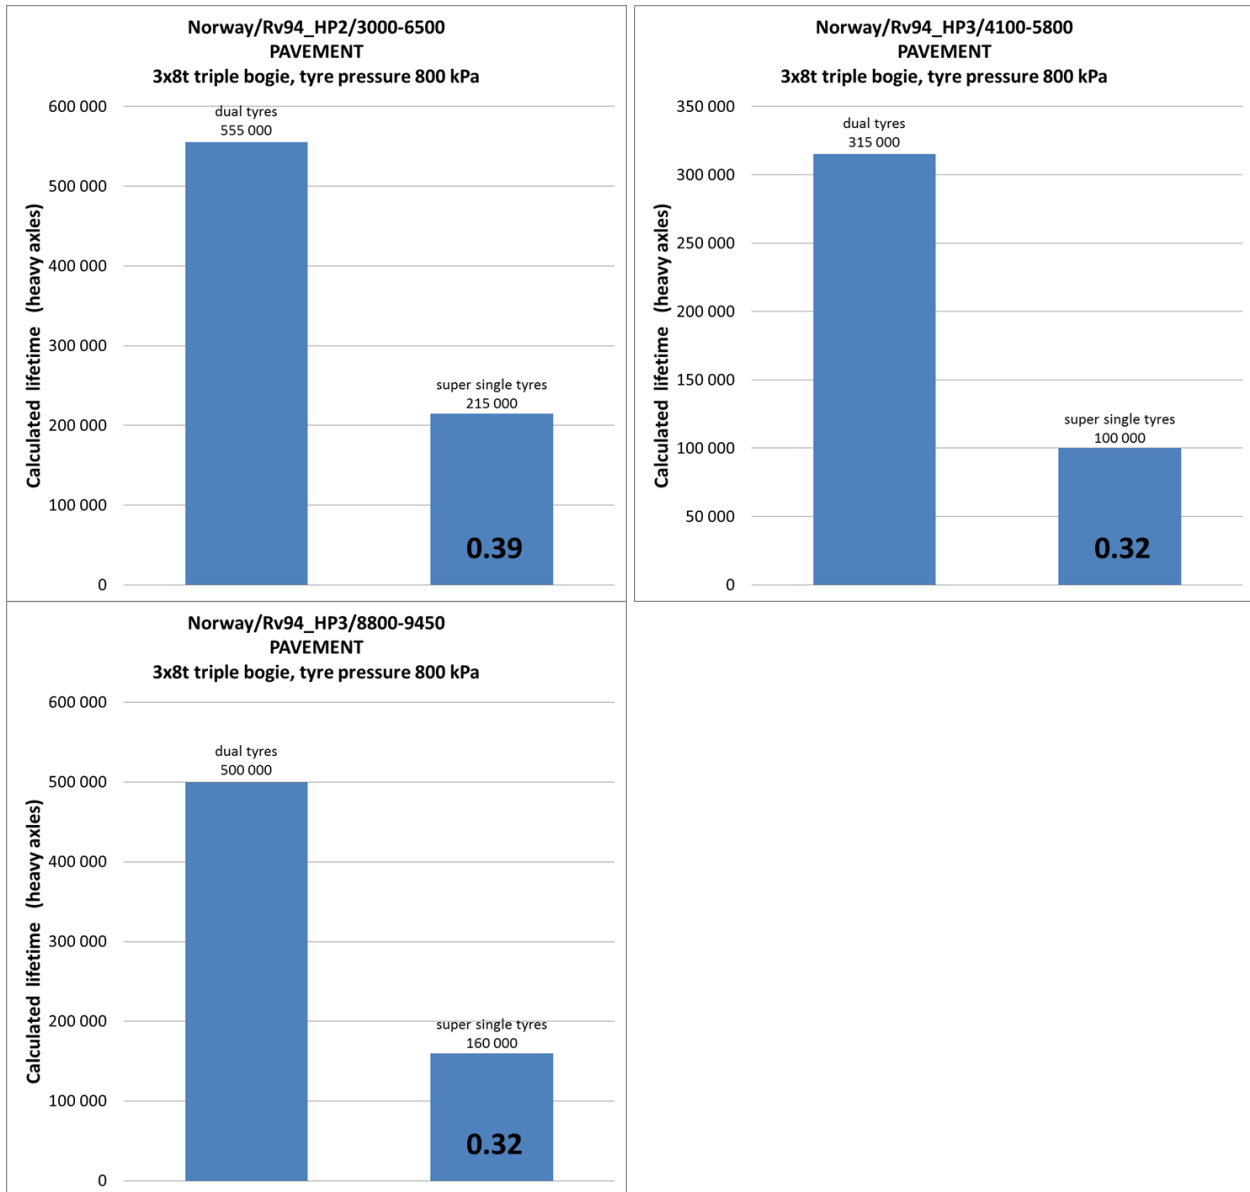 Norway/Rv94_HP2/3000-6500
PAVEMENT
3x8t triple bogie, tyre pressure 800 kPa
Calculated lifetime (heavy axles)
600 000
500 000
400 000
300 000
200 000
100 000
0
dual tyres
555 000
super single tyres
215 000
0.39
Norway/Rv94_HP3/4100-5800
PAVEMENT
3x8t triple bogie, tyre pressure 800 kPa
Calculated lifetime (heavy axles)
350 000
300 000
250 000
200 000
150 000
100 000
50 000
0
dual tyres
315 000
super single tyres
100 000
0.32
Norway/Rv94_HP3/8800-9450
PAVEMENT
3x8t triple bogie, tyre pressure 800 kPa
Calculated lifetime (heavy axles)
600 000
500 000
400 000
300 000
200 000
100 000
0
dual tyres
500 000
super single tyres
160 000
0.32